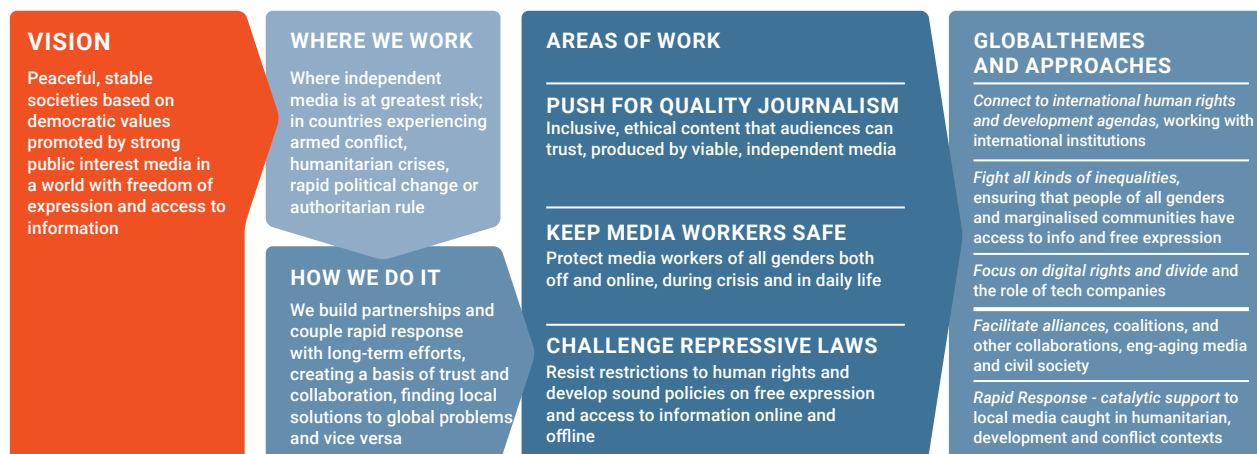 VISION
Peaceful, stable
societies based on
democratic values
promoted by strong
public interest media in
a world with freedom of
expression and access to
information
WHERE WE WORK
Where independent
media is at greatest risk;
in countries experiencing
armed conflict,
humanitarian crises,
rapid political change or
authoritarian rule
HOW WE DO IT
We build partnerships and
couple rapid response
with long-term efforts,
creating a basis of trust and
collaboration, finding local
solutions to global problems
and vice versa
AREAS OF WORK
PUSH FOR QUALITY JOURNALISM
Inclusive, ethical content that audiences can
trust, produced by viable, independent media
KEEP MEDIA WORKERS SAFE
Protect media workers of all genders both
off and online, during crisis and in daily life
CHALLENGE REPRESSIVE LAWS
Resist restrictions to human rights and
develop sound policies on free expression
and access to information online and
offline
GLOBALTHEMES
AND APPROACHES
Connect to international human rights
and development agendas, working with
international institutions
Fight all kinds of inequalities,
ensuring that people of all genders
and marginalised communities have
access to info and free expression
Focus on digital rights and divide and
the role of tech companies
Facilitate alliances, coalitions, and
other collaborations, eng-aging media
and civil society
Rapid Response - catalytic support to
local media caught in humanitarian,
development and conflict contexts